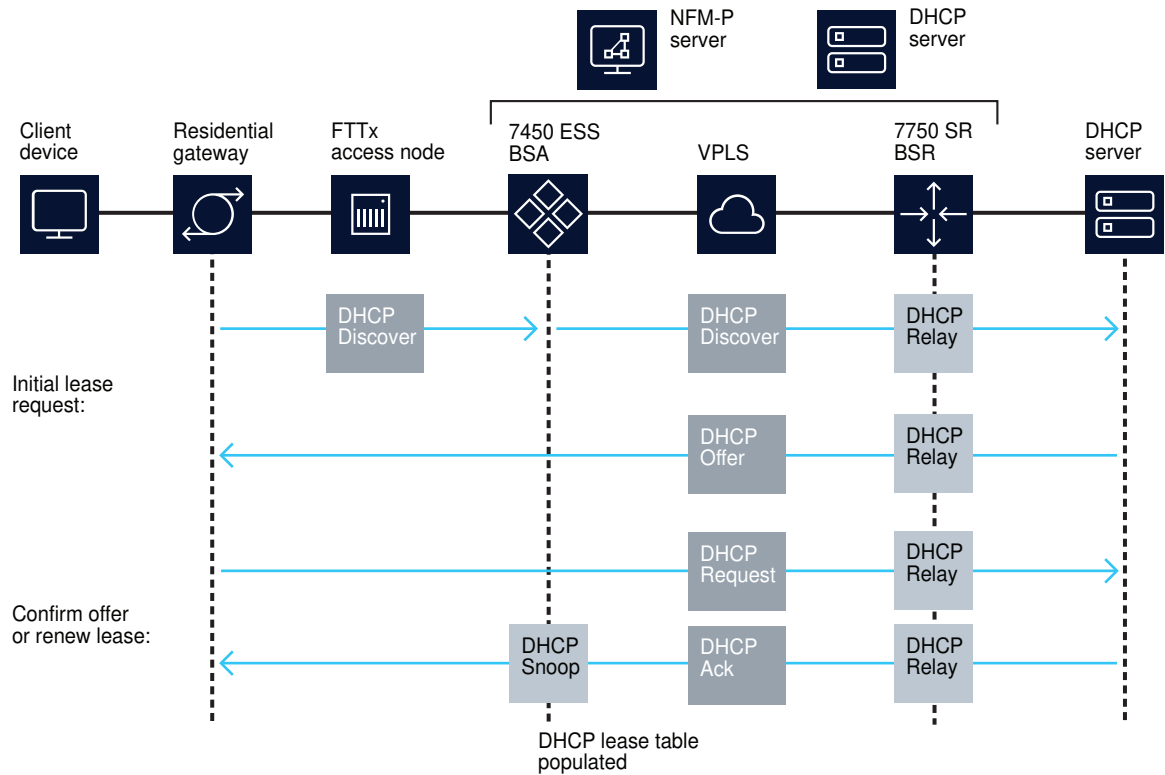 NFM-P
server
DHCP
server
Client
device
Residential
gateway
FTTx
access node
7450 ESS
BSA
VPLS
7750 SR
BSR
DHCP
server
DHCP
Discover
DHCP
Discover
DHCP
Relay
Initial lease
request:
DHCP
Offer
DHCP
Relay
DHCP
Request
DHCP
Relay
Confirm offer
or renew lease:
DHCP
Snoop
DHCP
Ack
DHCP
Relay
DHCP lease table
populated